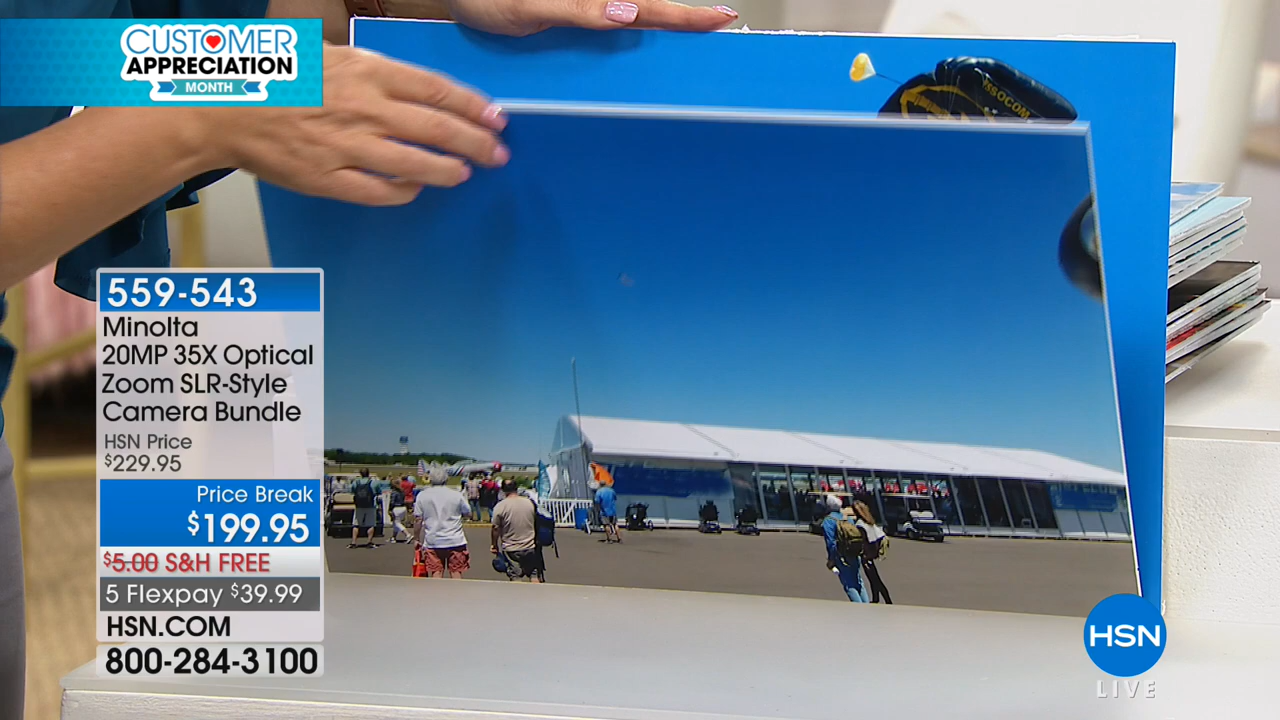 CUSTOMER
APPRECIATION
MONTH
USSOCOM
559-543
Minolta
20MP 35X Optical
Zoom SLR-Style
Camera Bundle
HSN Price
$229.95
Price Break
$199.95
$5.00 S&H FREE
5 Flexpay $39.99
HSN.COM
800-284-3100
HSN
LIVE